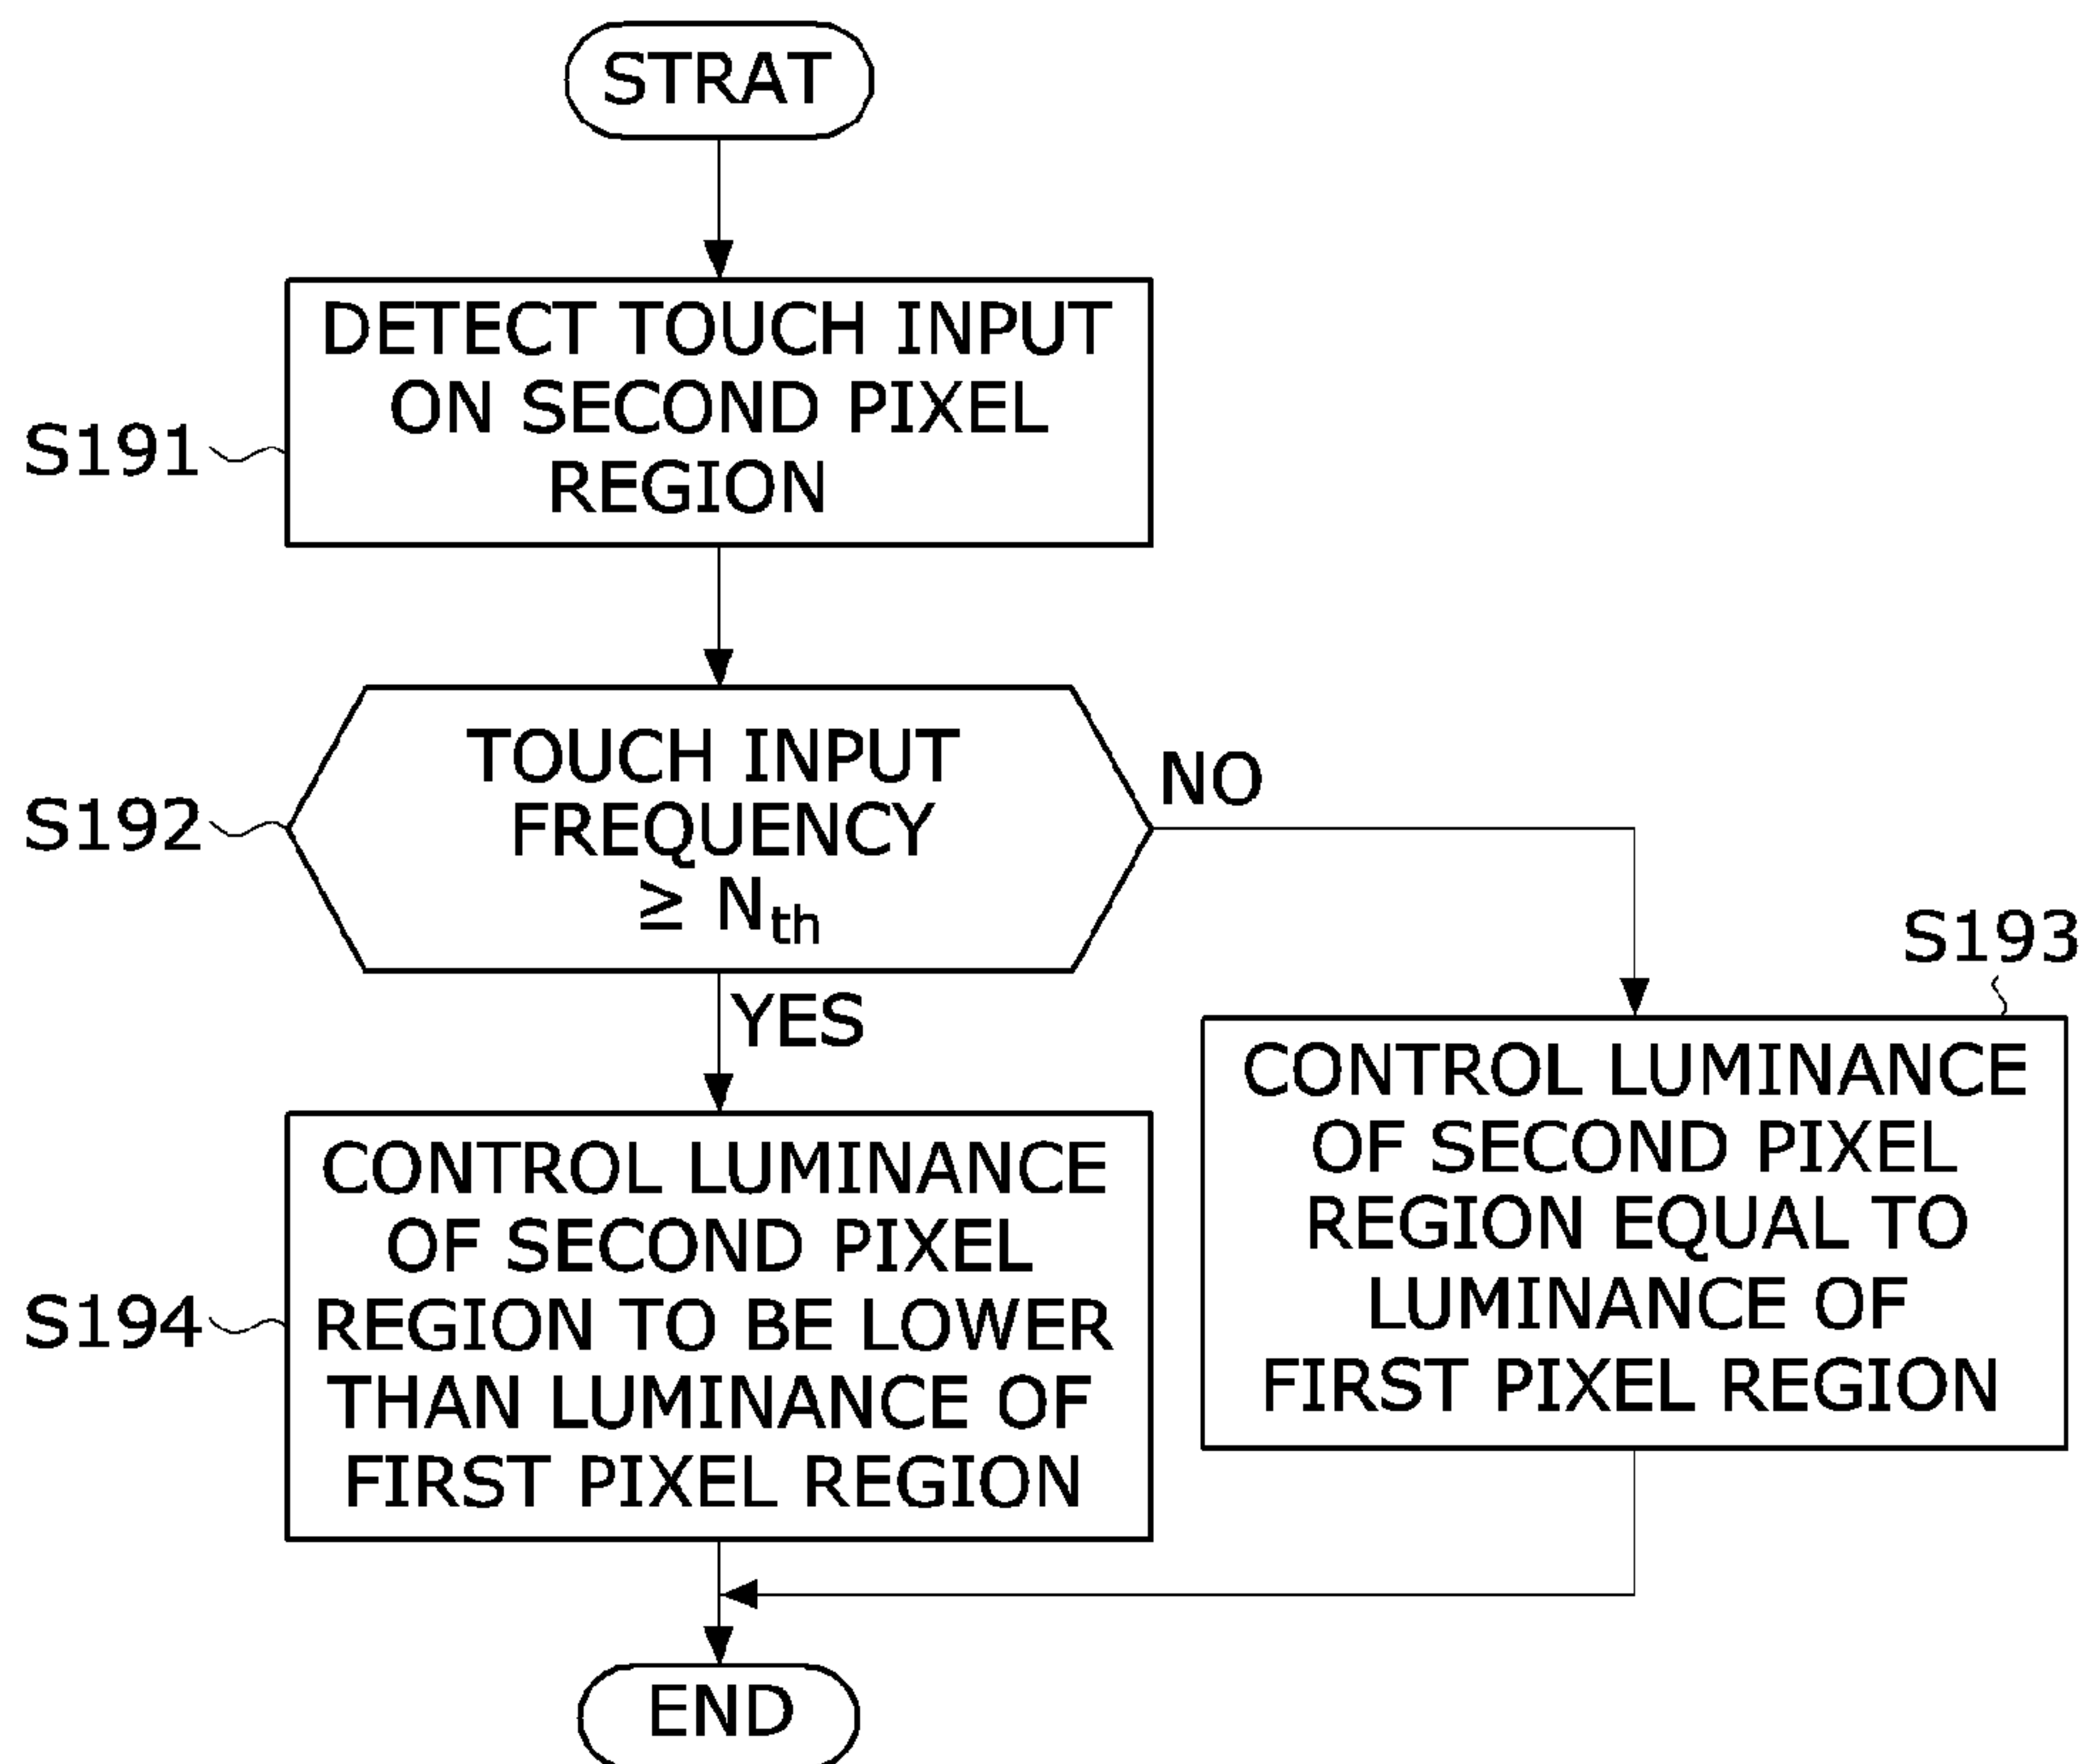 STRAT
DETECT TOUCH INPUT
ON SECOND PIXEL
REGION
S191
TOUCH INPUT
FREQUENCY
≥ Nth
S192
NO
YES
S193
CONTROL LUMINANCE
OF SECOND PIXEL
REGION EQUAL TO
LUMINANCE OF
FIRST PIXEL REGION
CONTROL LUMINANCE
OF SECOND PIXEL
REGION TO BE LOWER
THAN LUMINANCE OF
FIRST PIXEL REGION
S194
END